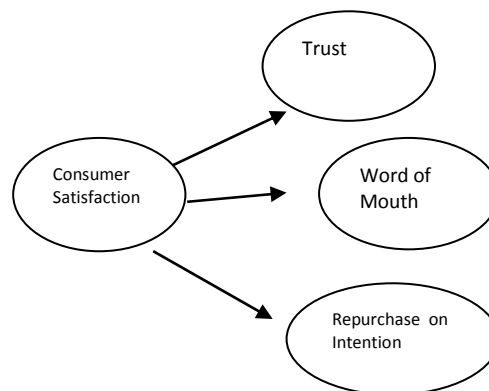 Trust
Consumer
Satisfaction
Word of
Mouth
Repurchase on
Intention